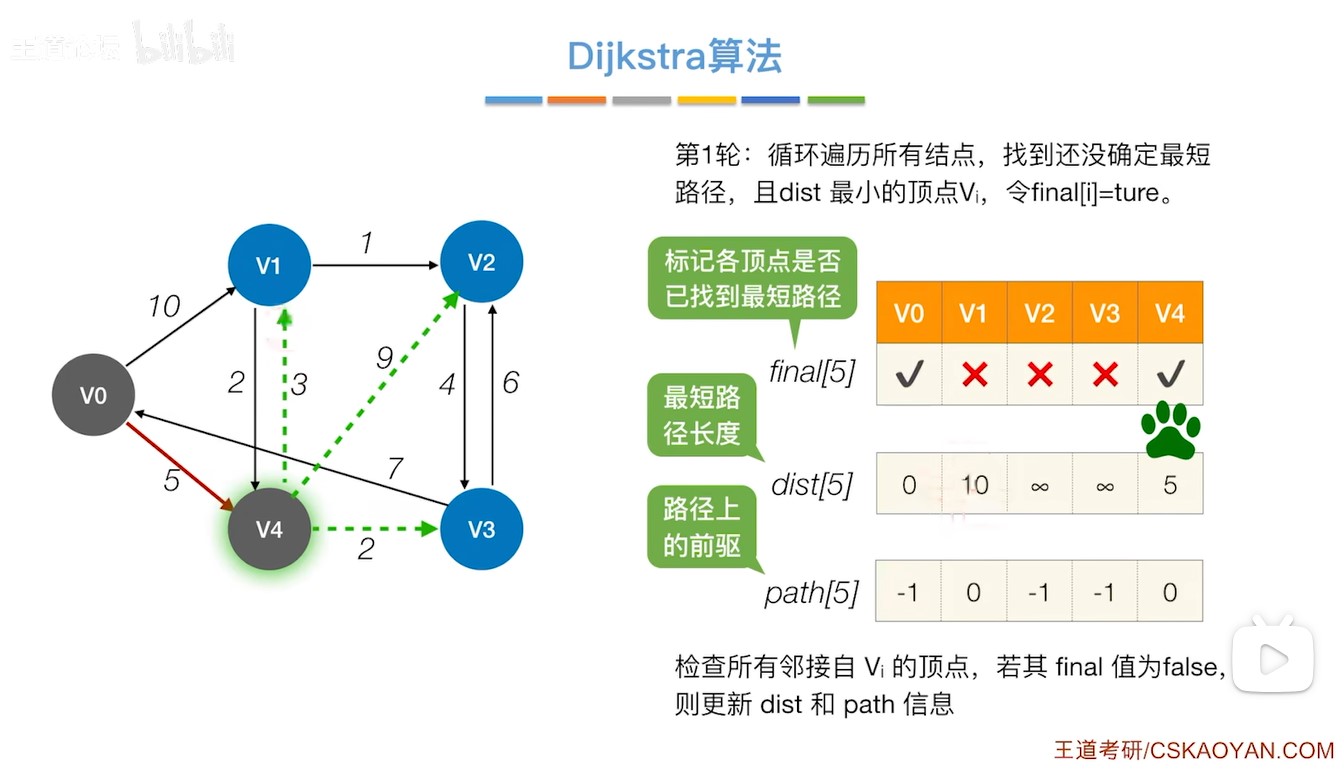 王道论坛 bilibili
Dijkstra算法
第1轮：循环遍历所有结点，找到还没确定最短
路径，且dist 最小的顶点Vᵢ，令final[i]=ture。
标记各顶点是否
已找到最短路径
V0 V1 V2 V3 V4
final[5]
✓ ✕ ✕ ✕ ✓
最短路
径长度
dist[5]
0 10 ∞ ∞ 5
路径上
的前驱
path[5]
-1 0 -1 -1 0
检查所有邻接自 Vᵢ 的顶点，若其 final 值为false，
则更新 dist 和 path 信息
V1
1
V2
10
2
3
9
4
6
V0
5
7
V4
2
V3
王道考研/CSKAOYAN.COM